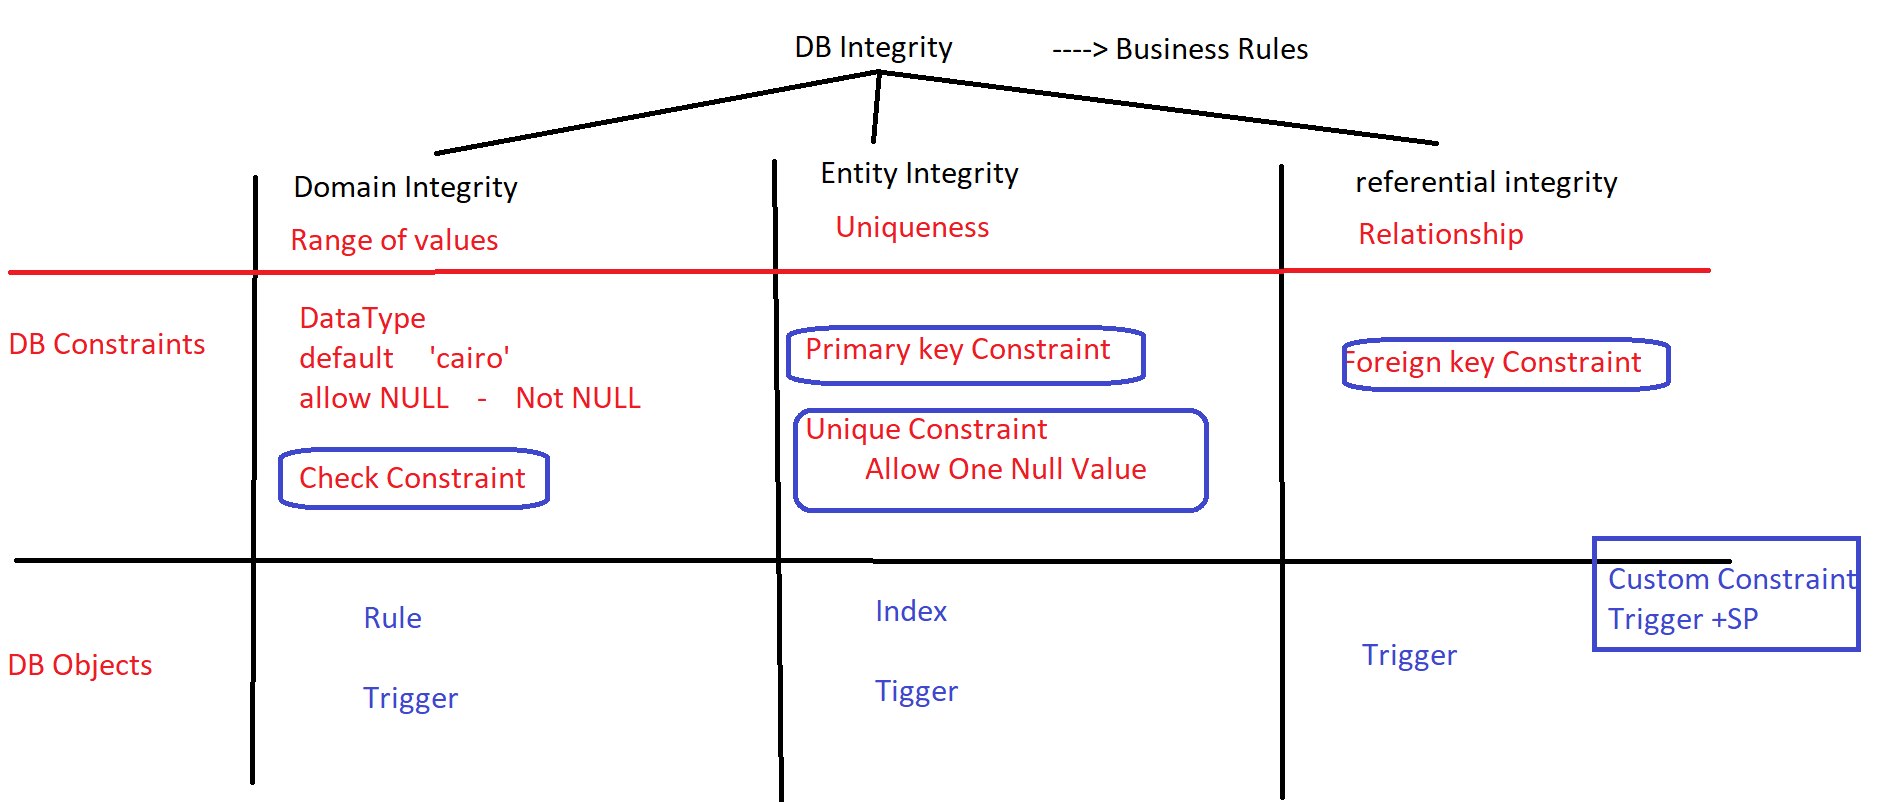 DB Integrity ----> Business Rules
Domain Integrity
Range of values
Entity Integrity
Uniqueness
referential integrity
Relationship
DB Constraints
DataType
default 'cairo'
allow NULL - Not NULL
Check Constraint
Primary key Constraint
Unique Constraint
Allow One Null Value
Foreign key Constraint
DB Objects
Rule
Trigger
Index
Tigger
Trigger
Custom Constraint
Trigger +SP